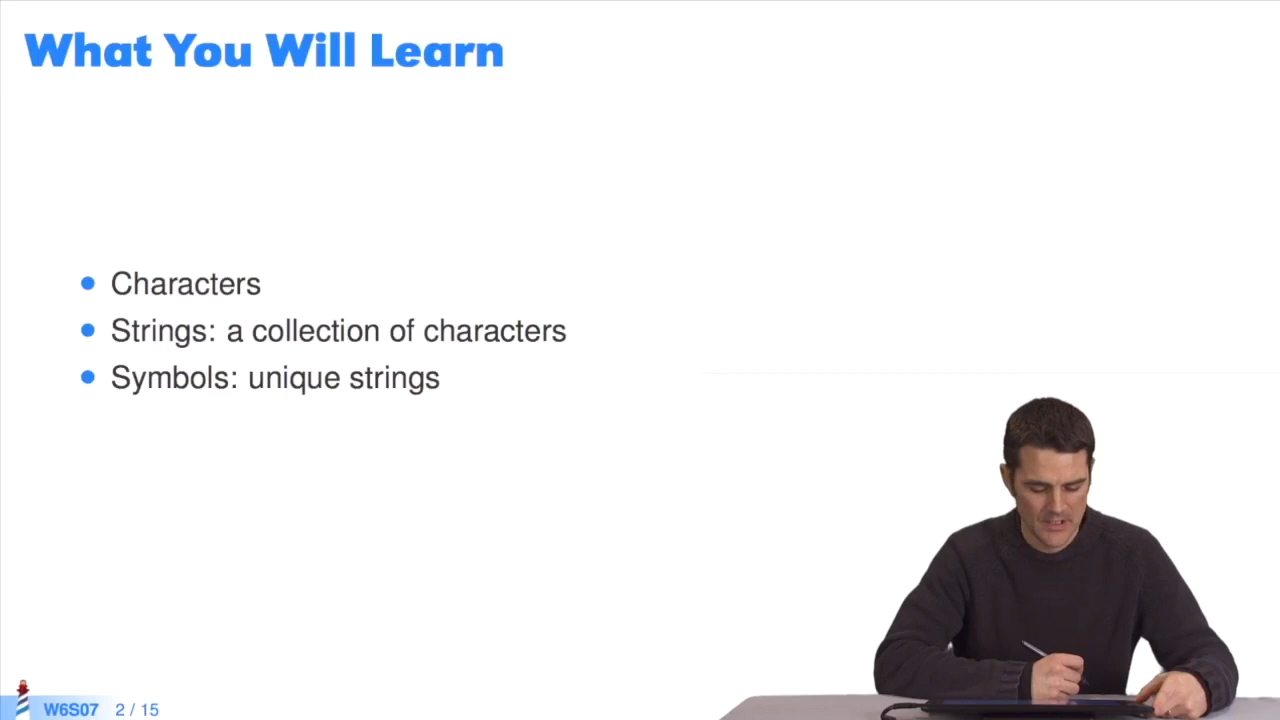 What You Will Learn
Characters
Strings: a collection of characters
Symbols: unique strings
W6S07 2 / 15